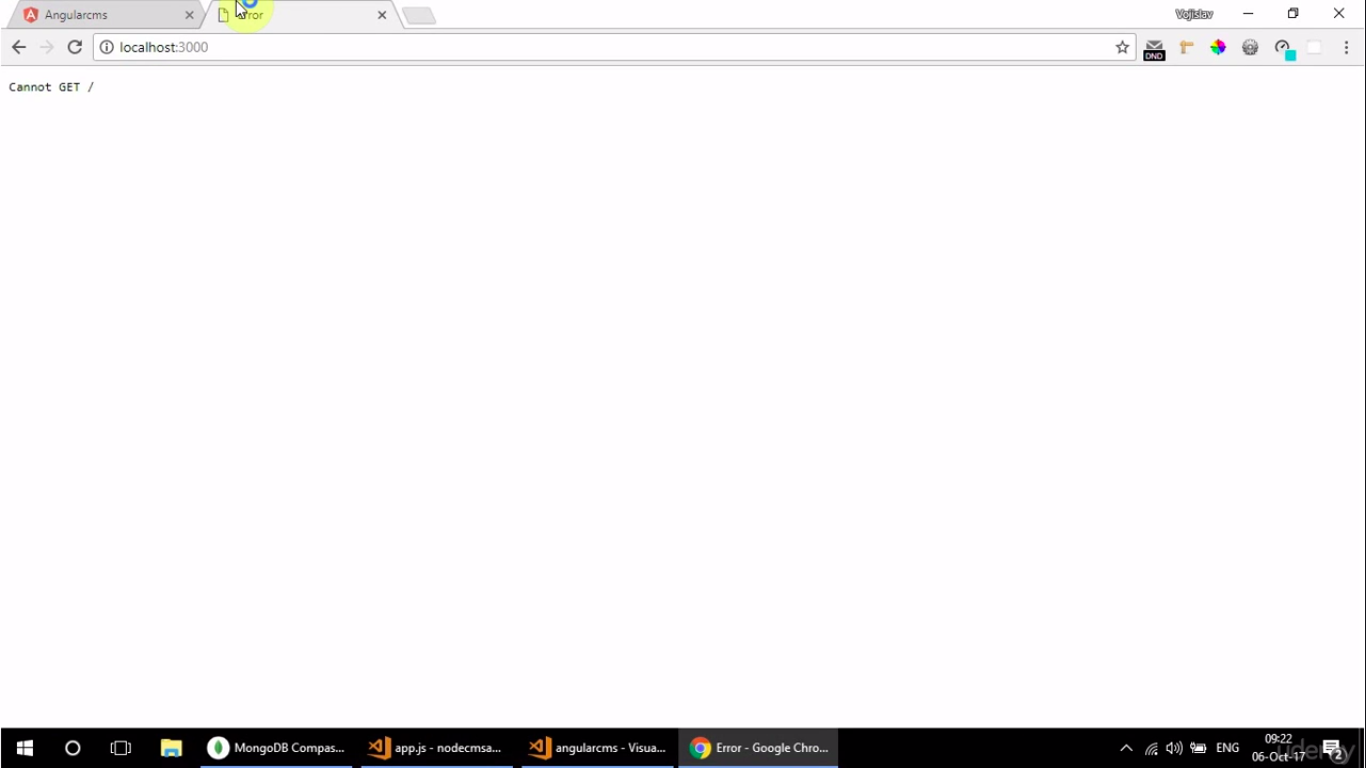 Angularcms
Error
Vojislav
localhost:3000
DND
Cannot GET /
MongoDB Compas...
app.js - nodecmsa...
angularcms - Visua...
Error - Google Chro...
ENG
09:22
06-Oct-17
2
udemy